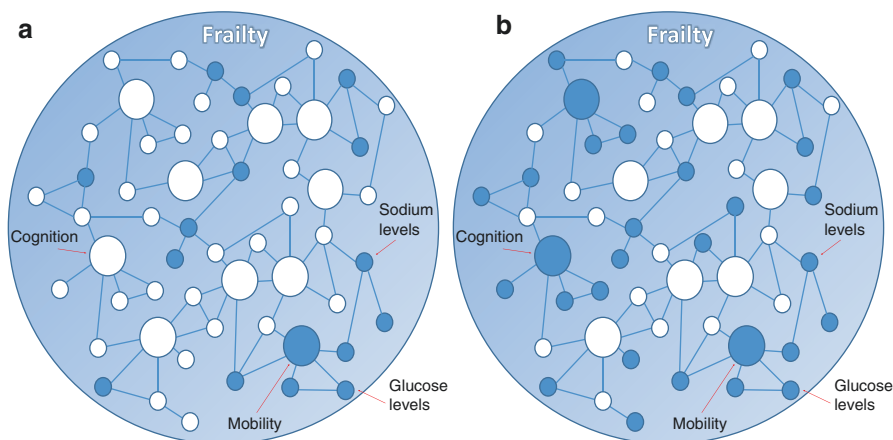 a
Frailty
Cognition
Sodium
levels
Glucose
levels
Mobility
b
Frailty
Cognition
Sodium
levels
Glucose
levels
Mobility